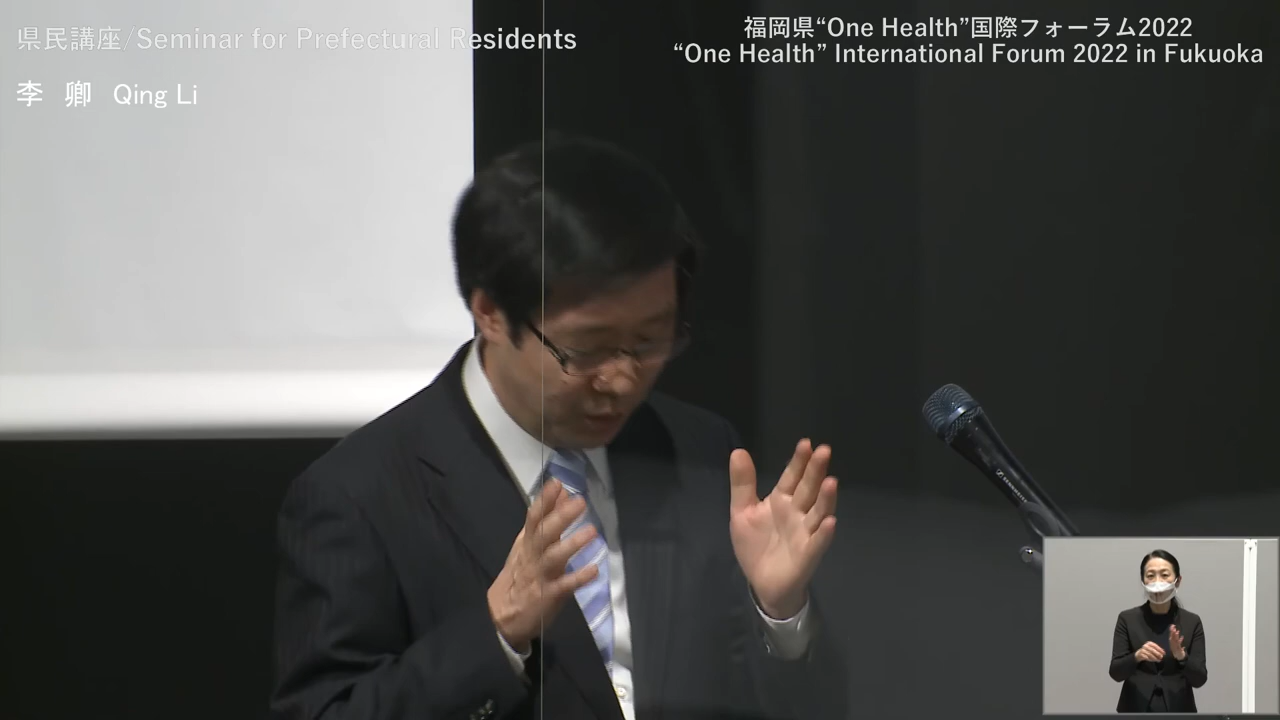 県民講座/Seminar for Prefectural Residents
李 卿 Qing Li
福岡県“One Health”国際フォーラム2022
“One Health” International Forum 2022 in Fukuoka
SENNHEISER